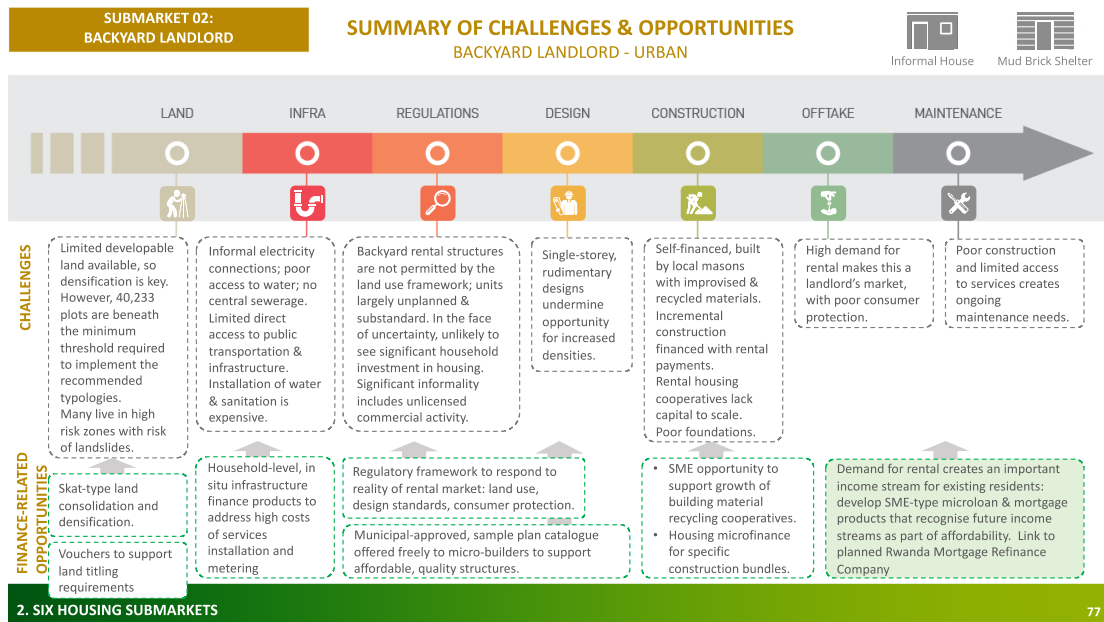 SUBMARKET 02:
BACKYARD LANDLORD
SUMMARY OF CHALLENGES & OPPORTUNITIES
BACKYARD LANDLORD - URBAN
Informal House
Mud Brick Shelter
LAND
INFRA
REGULATIONS
DESIGN
CONSTRUCTION
OFFTAKE
MAINTENANCE
CHALLENGES
Limited developable
land available, so
densification is key.
However, 40,233
plots are beneath
the minimum
threshold required
to implement the
recommended
typologies.
Many live in high
risk zones with risk
of landslides.
Informal electricity
connections; poor
access to water; no
central sewerage.
Limited direct
access to public
transportation &
infrastructure.
Installation of water
& sanitation is
expensive.
Backyard rental structures
are not permitted by the
land use framework; units
largely unplanned &
substandard. In the face
of uncertainty, unlikely to
see significant household
investment in housing.
Significant informality
includes unlicensed
commercial activity.
Single-storey,
rudimentary
designs
undermine
opportunity
for increased
densities.
Self-financed, built
by local masons
with improvised &
recycled materials.
Incremental
construction
financed with rental
payments.
Rental housing
cooperatives lack
capital to scale.
Poor foundations.
High demand for
rental makes this a
landlord's market,
with poor consumer
protection.
Poor construction
and limited access
to services creates
ongoing
maintenance needs.
FINANCE-RELATED
OPPORTUNITIES
Skat-type land
consolidation and
densification.
Vouchers to support
land titling
requirements
Household-level, in
situ infrastructure
finance products to
address high costs
of services
installation and
metering
Regulatory framework to respond to
reality of rental market: land use,
design standards, consumer protection.
Municipal-approved, sample plan catalogue
offered freely to micro-builders to support
affordable, quality structures.
• SME opportunity to
support growth of
building material
recycling cooperatives.
• Housing microfinance
for specific
construction bundles.
Demand for rental creates an important
income stream for existing residents:
develop SME-type microloan & mortgage
products that recognise future income
streams as part of affordability. Link to
planned Rwanda Mortgage Refinance
Company
2. SIX HOUSING SUBMARKETS
77